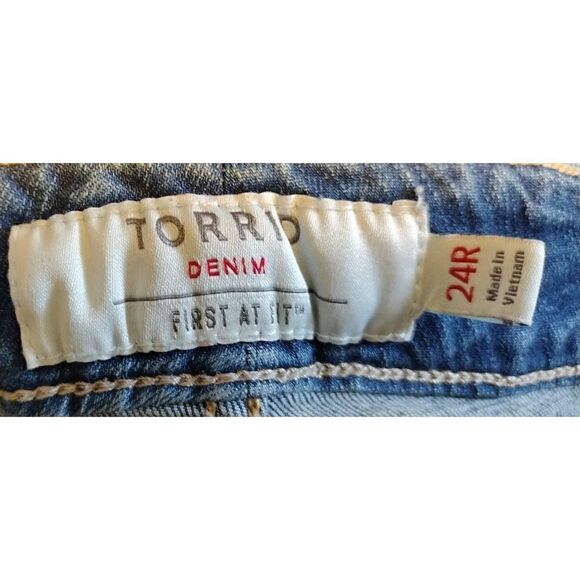 TORRID
DENIM
FIRST AT FIT™
24R
Made in
Vietnam